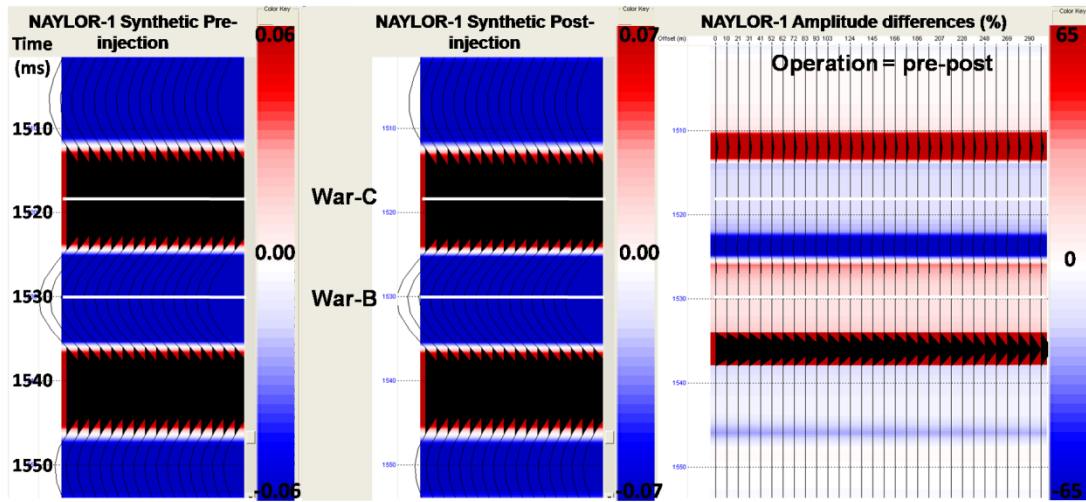 NAYLOR-1 Synthetic Pre-
injection
Color Key
0.06
Time
(ms)
1510
1520
1530
1540
1550
0.00
-0.06
NAYLOR-1 Synthetic Post-
injection
Color Key
0.07
1510
1520
1530
1540
1550
War-C
War-B
0.00
-0.07
NAYLOR-1 Amplitude differences (%)
Color Key
65
Offset (m) 0 10 21 31 41 52 62 72 83 93 103 124 145 166 186 207 228 248 269 290
Operation = pre-post
1510
1520
1530
1540
1550
0
-65